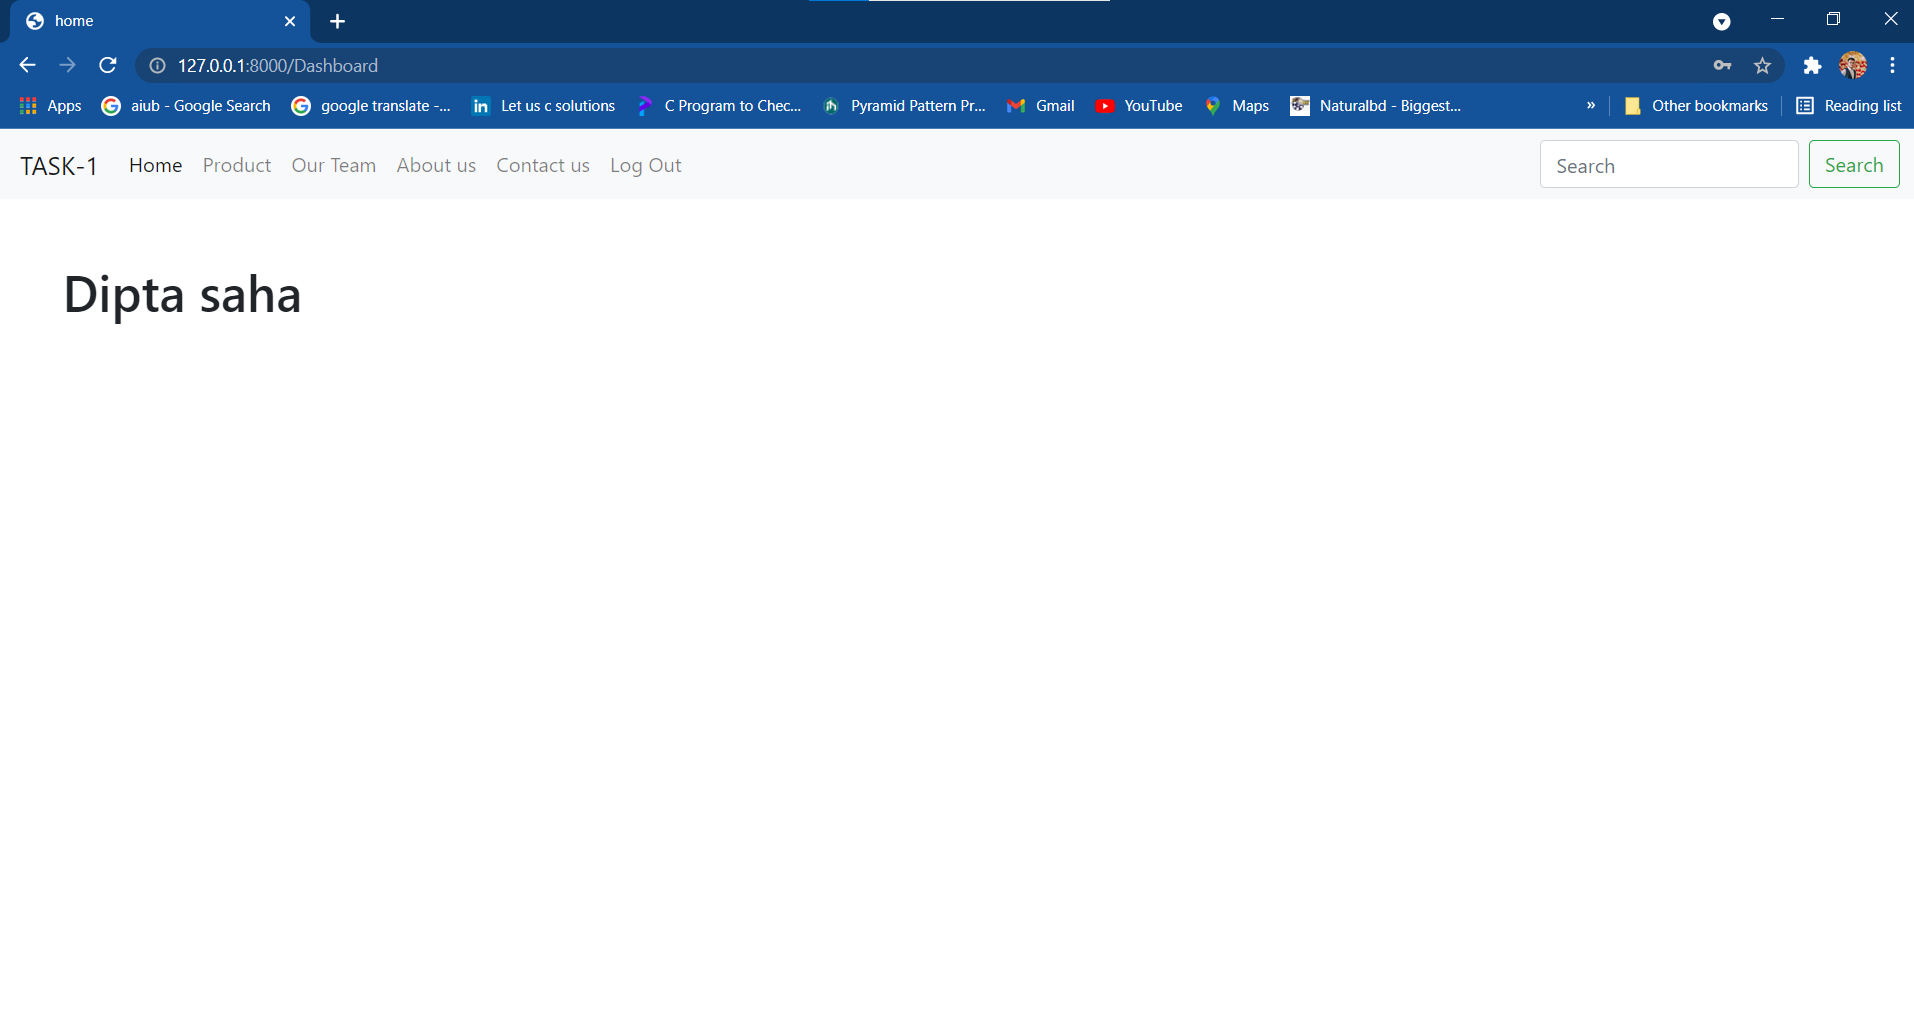 home
127.0.0.1:8000/Dashboard
Apps aiub - Google Search google translate -... Let us c solutions C Program to Chec... Pyramid Pattern Pr... Gmail YouTube Maps Naturalbd - Biggest... » Other bookmarks Reading list
TASK-1 Home Product Our Team About us Contact us Log Out Search Search
Dipta saha